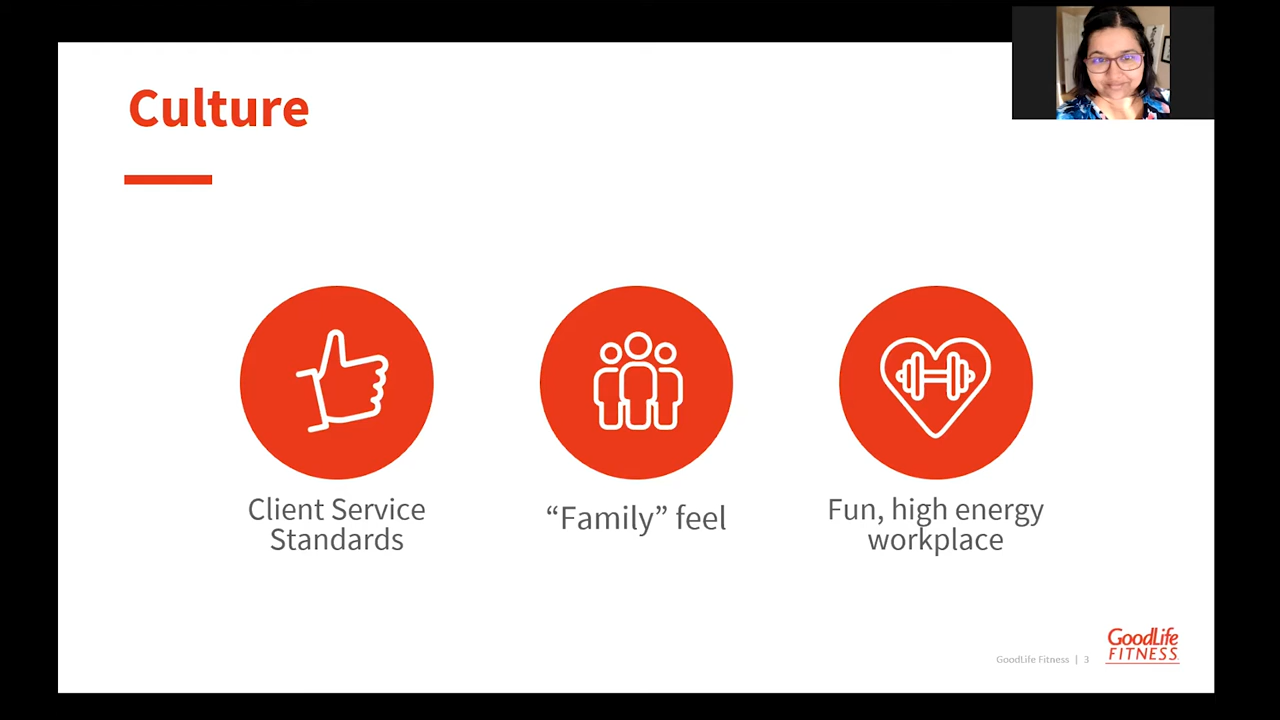 Culture
Client Service
Standards
“Family” feel
Fun, high energy
workplace
GoodLife Fitness | 3
GoodLife
FITNESS